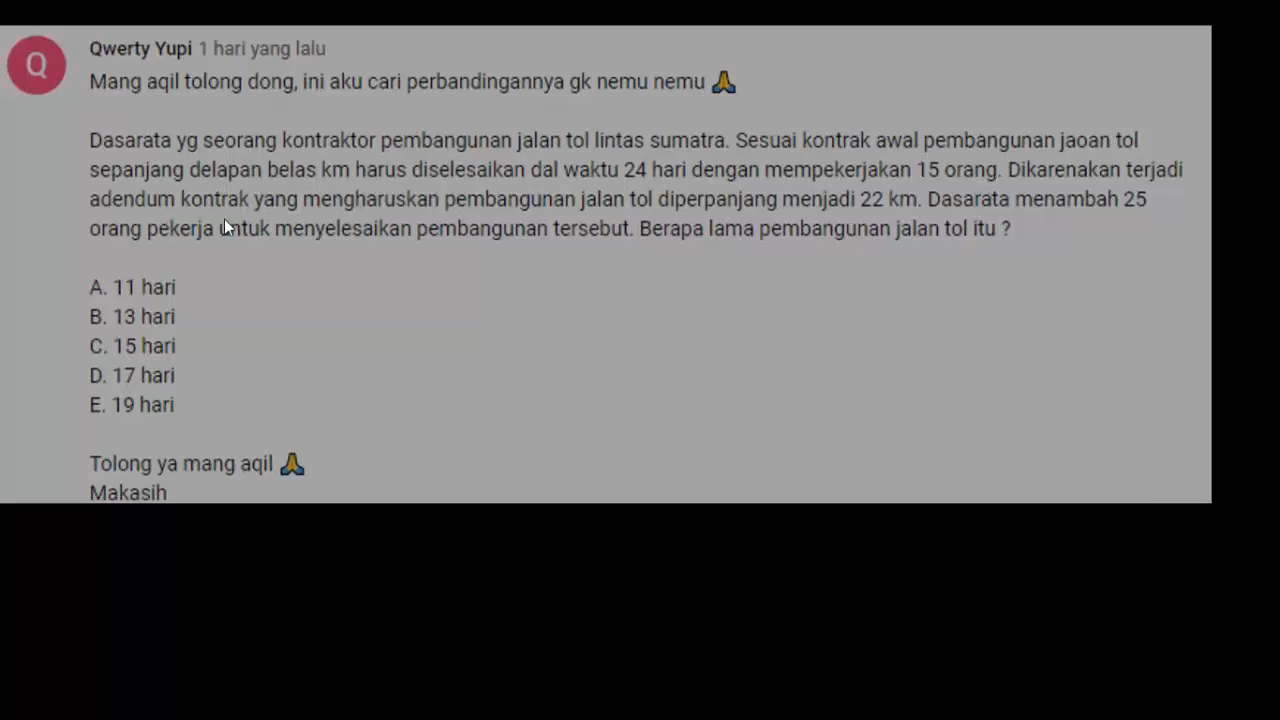 Q
Qwerty Yupi 1 hari yang lalu
Mang aqil tolong dong, ini aku cari perbandingannya gk nemu nemu 🙏
Dasarata yg seorang kontraktor pembangunan jalan tol lintas sumatra. Sesuai kontrak awal pembangunan jaoan tol
sepanjang delapan belas km harus diselesaikan dal waktu 24 hari dengan mempekerjakan 15 orang. Dikarenakan terjadi
adendum kontrak yang mengharuskan pembangunan jalan tol diperpanjang menjadi 22 km. Dasarata menambah 25
orang pekerja untuk menyelesaikan pembangunan tersebut. Berapa lama pembangunan jalan tol itu ?
A. 11 hari
B. 13 hari
C. 15 hari
D. 17 hari
E. 19 hari
Tolong ya mang aqil 🙏
Makasih